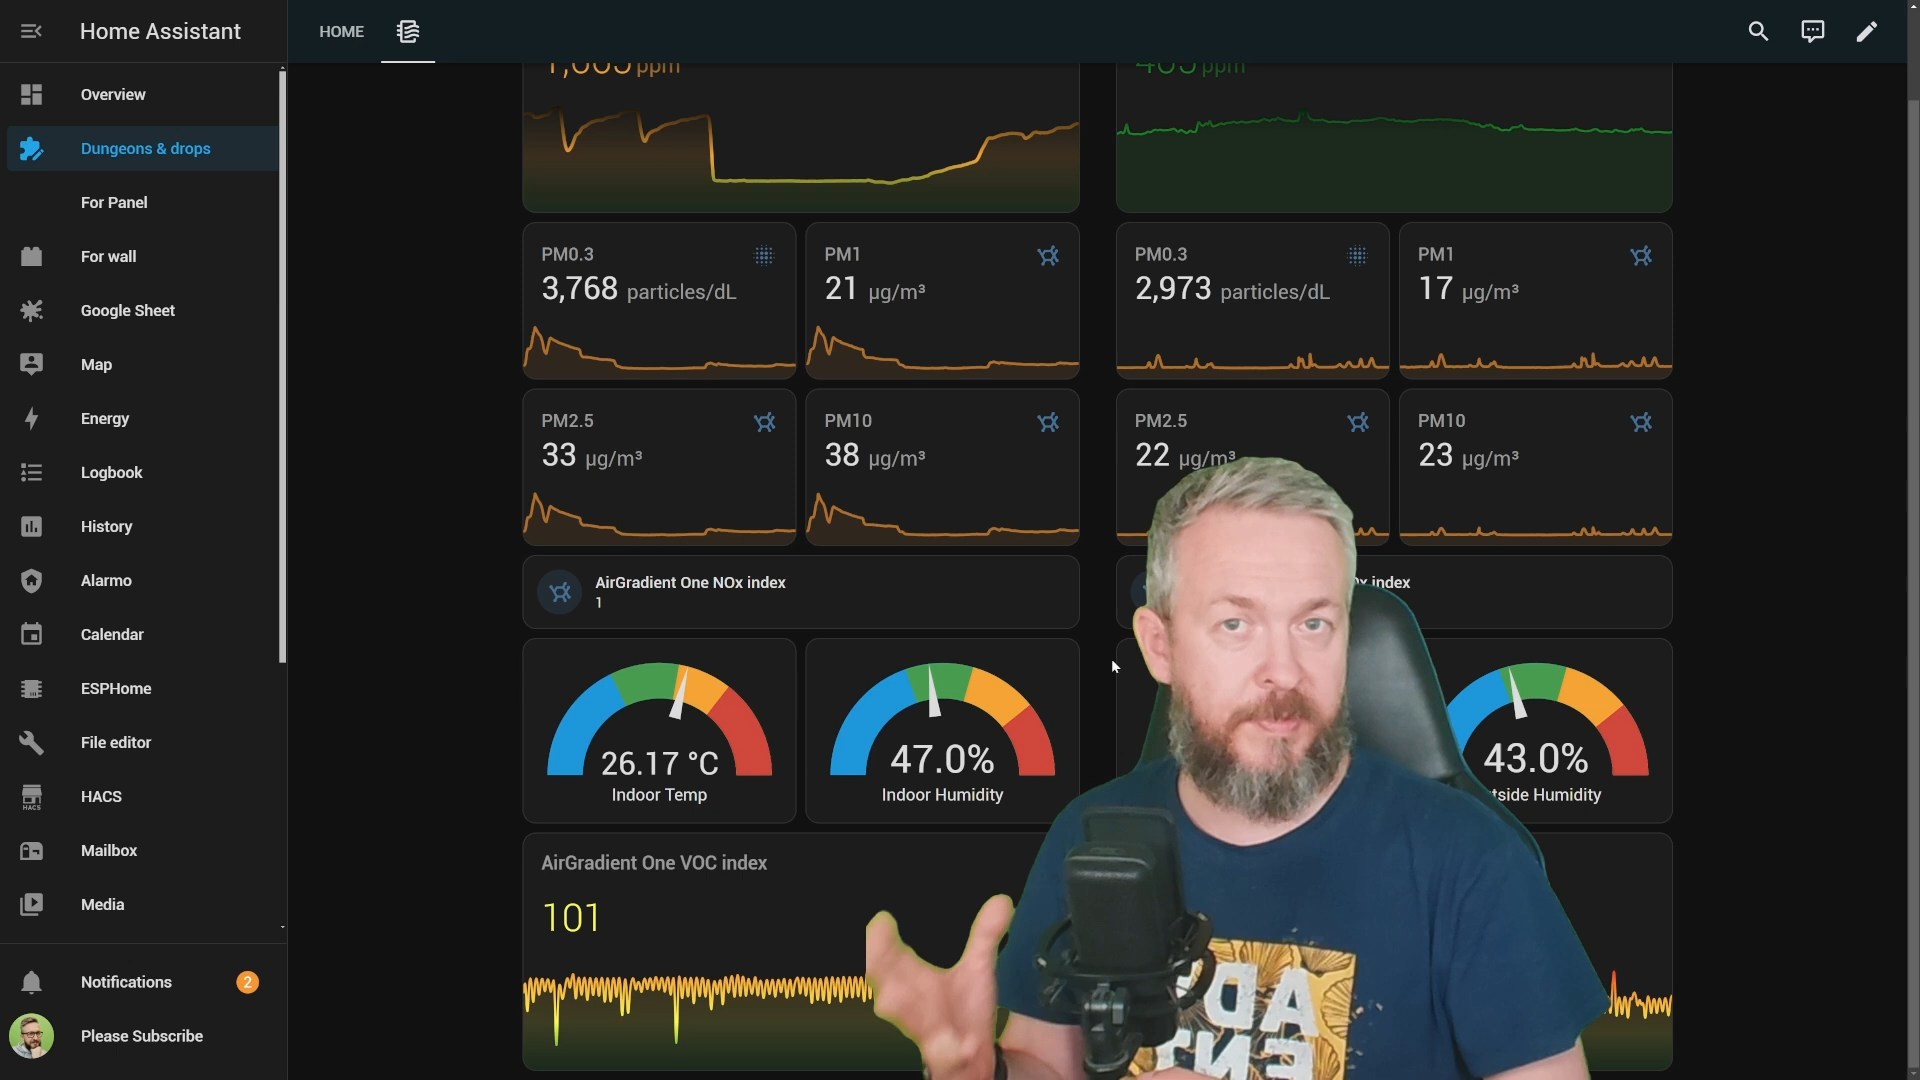 Home Assistant
HOME
Overview
Dungeons & drops
For Panel
For wall
Google Sheet
Map
Energy
Logbook
History
Alarmo
Calendar
ESPHome
File editor
HACS
HACS
Mailbox
Media
Notifications
2
Please Subscribe
ppm
ppm
PM0.3
3,768 particles/dL
PM1
21 µg/m³
PM0.3
2,973 particles/dL
PM1
17 µg/m³
PM2.5
33 µg/m³
PM10
38 µg/m³
PM2.5
22 µg/m³
PM10
23 µg/m³
AirGradient One NOx index
1
index
26.17 °C
Indoor Temp
47.0%
Indoor Humidity
43.0%
tside Humidity
AirGradient One VOC index
101